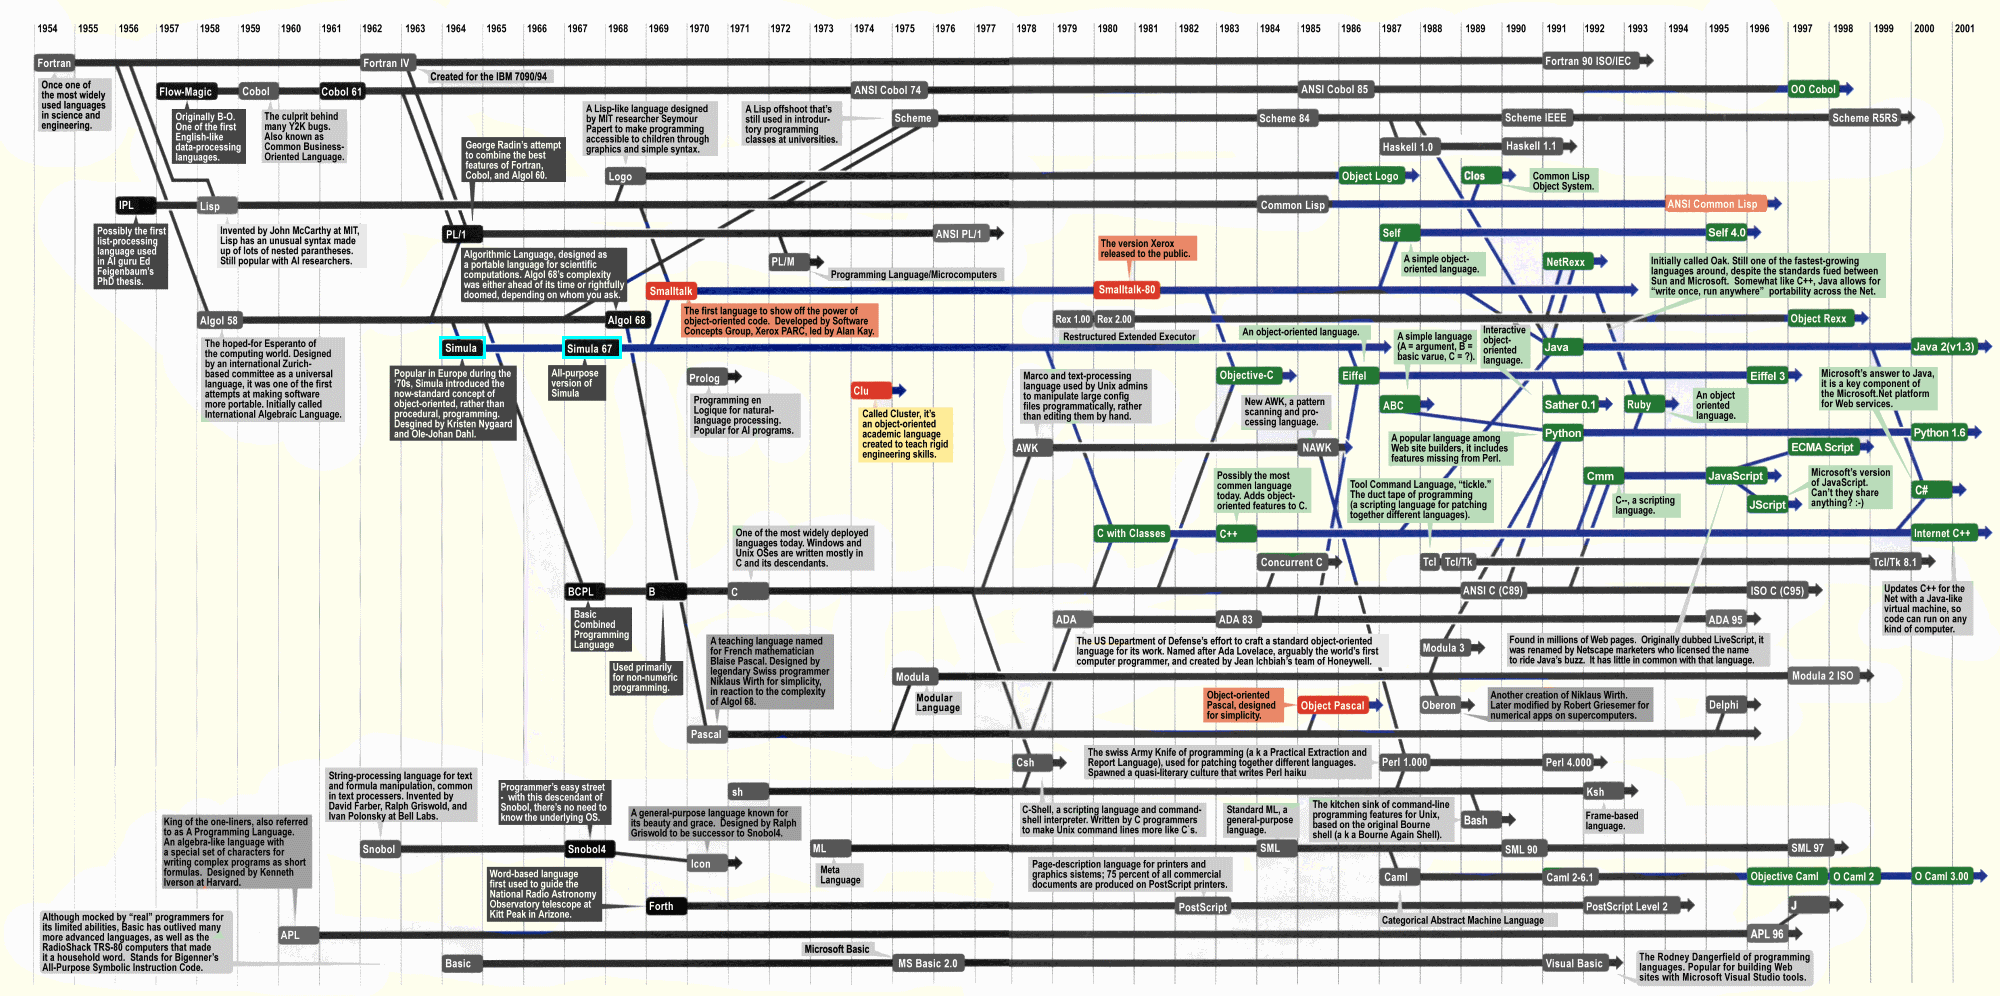 1954 1955 1956 1957 1958 1959 1960 1961 1962 1963 1964 1965 1966 1967 1968 1969 1970 1971 1972 1973 1974 1975 1976 1977 1978 1979 1980 1981 1982 1983 1984 1985 1986 1987 1988 1989 1990 1991 1992 1993 1994 1995 1996 1997 1998 1999 2000 2001
Fortran
Fortran IV
Fortran 90 ISO/IEC
Created for the IBM 7090/94
Once one of
the most widely
used languages
in science and
engineering.
Flow-Magic
Cobol
Cobol 61
ANSI Cobol 74
ANSI Cobol 85
OO Cobol
Originally B-O.
One of the first
English-like
data-processing
languages.
The culprit behind
many Y2K bugs.
Also known as
Common Business-
Oriented Language.
A Lisp-like language designed
by MIT researcher Seymour
Papert to make programming
accessible to children through
graphics and simple syntax.
A Lisp offshoot that's
still used in introdur-
tory programming
classes at universities.
Scheme
Scheme 84
Scheme IEEE
Scheme R5RS
George Radin's attempt
to combine the best
features of Fortran,
Cobol, and Algol 60.
Haskell 1.0
Haskell 1.1
Logo
Object Logo
Clos
Common Lisp
Object System.
IPL
Lisp
Common Lisp
ANSI Common Lisp
Possibly the first
list-processing
language used
in AI guru Ed
Feigenbaum's
PhD thesis.
Invented by John McCarthy at MIT,
Lisp has an unusual syntax made
up of lots of nested parantheses.
Still popular with AI researchers.
PL/1
ANSI PL/1
Self
Self 4.0
The version Xerox
released to the public.
A simple object-
oriented language.
Algorithmic Language, designed as
a portable language for scientific
computations. Algol 68's complexity
was either ahead of its time or rightfully
doomed, depending on whom you ask.
PL/M
Programming Language/Microcomputers
NetRexx
Initially called Oak. Still one of the fastest-growing
languages around, despite the standards fued between
Sun and Microsoft. Somewhat like C++, Java allows for
“write once, run anywhere” portability across the Net.
Smalltalk
Smalltalk-80
The first language to show off the power of
object-oriented code. Developed by Software
Concepts Group, Xerox PARC, led by Alan Kay.
Algol 58
Algol 68
Rex 1.00
Rex 2.00
Object Rexx
Restructured Extended Executor
An object-oriented language.
A simple language
(A = argument, B =
basic varue, C = ?).
Interactive
object-
oriented
language.
The hoped-for Esperanto of
the computing world. Designed
by an international Zurich-
based committee as a universal
language, it was one of the first
attempts at making software
more portable. Initially called
International Algebraic Language.
Simula
Simula 67
Java
Java 2(v1.3)
Popular in Europe during the
‘70s, Simula introduced the
now-standard concept of
object-oriented, rather than
procedural, programming.
Desgined by Kristen Nygaard
and Ole-Johan Dahl.
All-purpose
version of
Simula
Prolog
Programming en
Logique for natural-
language processing.
Popular for AI programs.
Clu
Called Cluster, it's
an object-oriented
academic language
created to teach rigid
engineering skills.
Marco and text-processing
language used by Unix admins
to manipulate large config
files programmatically, rather
than editing them by hand.
Objective-C
Eiffel
Eiffel 3
Microsoft's answer to Java,
it is a key component of
the Microsoft.Net platform
for Web services.
New AWK, a pattern
scanning and pro-
cessing language.
ABC
Sather 0.1
Ruby
An object
oriented
language.
Python
Python 1.6
A popular language among
Web site builders, it includes
features missing from Perl.
AWK
NAWK
ECMA Script
Cmm
JavaScript
C--, a scripting
language.
JScript
Microsoft's version
of JavaScript.
Can't they share
anything? :-)
C#
Possibly the most
commen language
today. Adds object-
oriented features to C.
Tool Command Language, “tickle.”
The duct tape of programming
(a scripting language for patching
together different languages).
One of the most widely deployed
languages today. Windows and
Unix OSes are written mostly in
C and its descendants.
C with Classes
C++
Internet C++
Concurrent C
Tcl
Tcl/Tk
Tcl/Tk 8.1
BCPL
B
C
ANSI C (C89)
ISO C (C95)
Updates C++ for the
Net with a Java-like
virtual machine, so
code can run on any
kind of computer.
Basic
Combined
Programming
Language
Used primarily
for non-numeric
programming.
A teaching language named
for French mathematician
Blaise Pascal. Designed by
legendary Swiss programmer
Niklaus Wirth for simplicity,
in reaction to the complexity
of Algol 68.
ADA
ADA 83
ADA 95
The US Department of Defense's effort to craft a standard object-oriented
language for its work. Named after Ada Lovelace, arguably the world's first
computer programmer, and created by Jean Ichbiah's team of Honeywell.
Modula 3
Found in millions of Web pages. Originally dubbed LiveScript, it
was renamed by Netscape marketers who licensed the name
to ride Java's buzz. It has little in common with that language.
Modula
Modula 2 ISO
Modular
Language
Object-oriented
Pascal, designed
for simplicity.
Object Pascal
Oberon
Another creation of Niklaus Wirth.
Later modified by Robert Griesemer for
numerical apps on supercomputers.
Delphi
Pascal
Csh
The swiss Army Knife of programming (a k a Practical Extraction and
Report Language), used for patching together different languages.
Spawned a quasi-literary culture that writes Perl haiku
Perl 1.000
Perl 4.000
String-processing language for text
and formula manipulation, common
in text processers. Invented by
David Farber, Ralph Griswold, and
Ivan Polonsky at Bell Labs.
Programmer's easy street
- with this descendant of
Snobol, there's no need to
know the underlying OS.
sh
Ksh
Frame-based
language.
A general-purpose language known for
its beauty and grace. Designed by Ralph
Griswold to be successor to Snobol4.
C-Shell, a scripting language and command-
shell interpreter. Written by C programmers
to make Unix command lines more like C`s.
Standard ML, a
general-purpose
language.
The kitchen sink of command-line
programming features for Unix,
based on the original Bourne
shell (a k a Bourne Again Shell).
Bash
King of the one-liners, also referred
to as A Programming Language.
An algebra-like language with
a special set of characters for
writing complex programs as short
formulas. Designed by Kenneth
Iverson at Harvard.
Snobol
Snobol4
Icon
ML
SML
SML 90
SML 97
Meta
Language
Page-description language for printers and
graphics sistems; 75 percent of all commercial
documents are produced on PostScript printers.
Word-based language
first used to guide the
National Radio Astronomy
Observatory telescope at
Kitt Peak in Arizone.
Caml
Caml 2-6.1
Objective Caml
O Caml 2
O Caml 3.00
Forth
PostScript
PostScript Level 2
J
Categorical Abstract Machine Language
Although mocked by “real” programmers for
its limited abilities, Basic has outlived many
more advanced languages, as well as the
RadioShack TRS-80 computers that made
it a household word. Stands for Bigenner's
All-Purpose Symbolic Instruction Code.
APL
APL 96
Microsoft Basic
Basic
MS Basic 2.0
Visual Basic
The Rodney Dangerfield of programming
languages. Popular for building Web
sites with Microsoft Visual Studio tools.